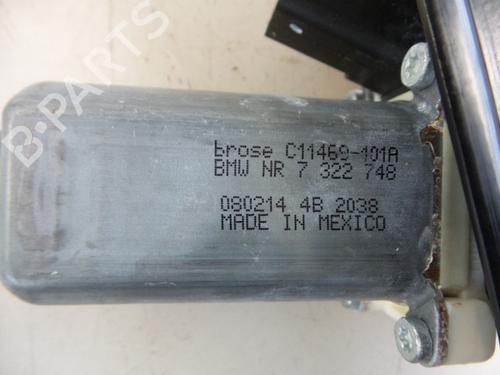 brose C11469-101A
BMW NR 7 322 748
080214 4B 2038
MADE IN MEXICO
B-PARTS